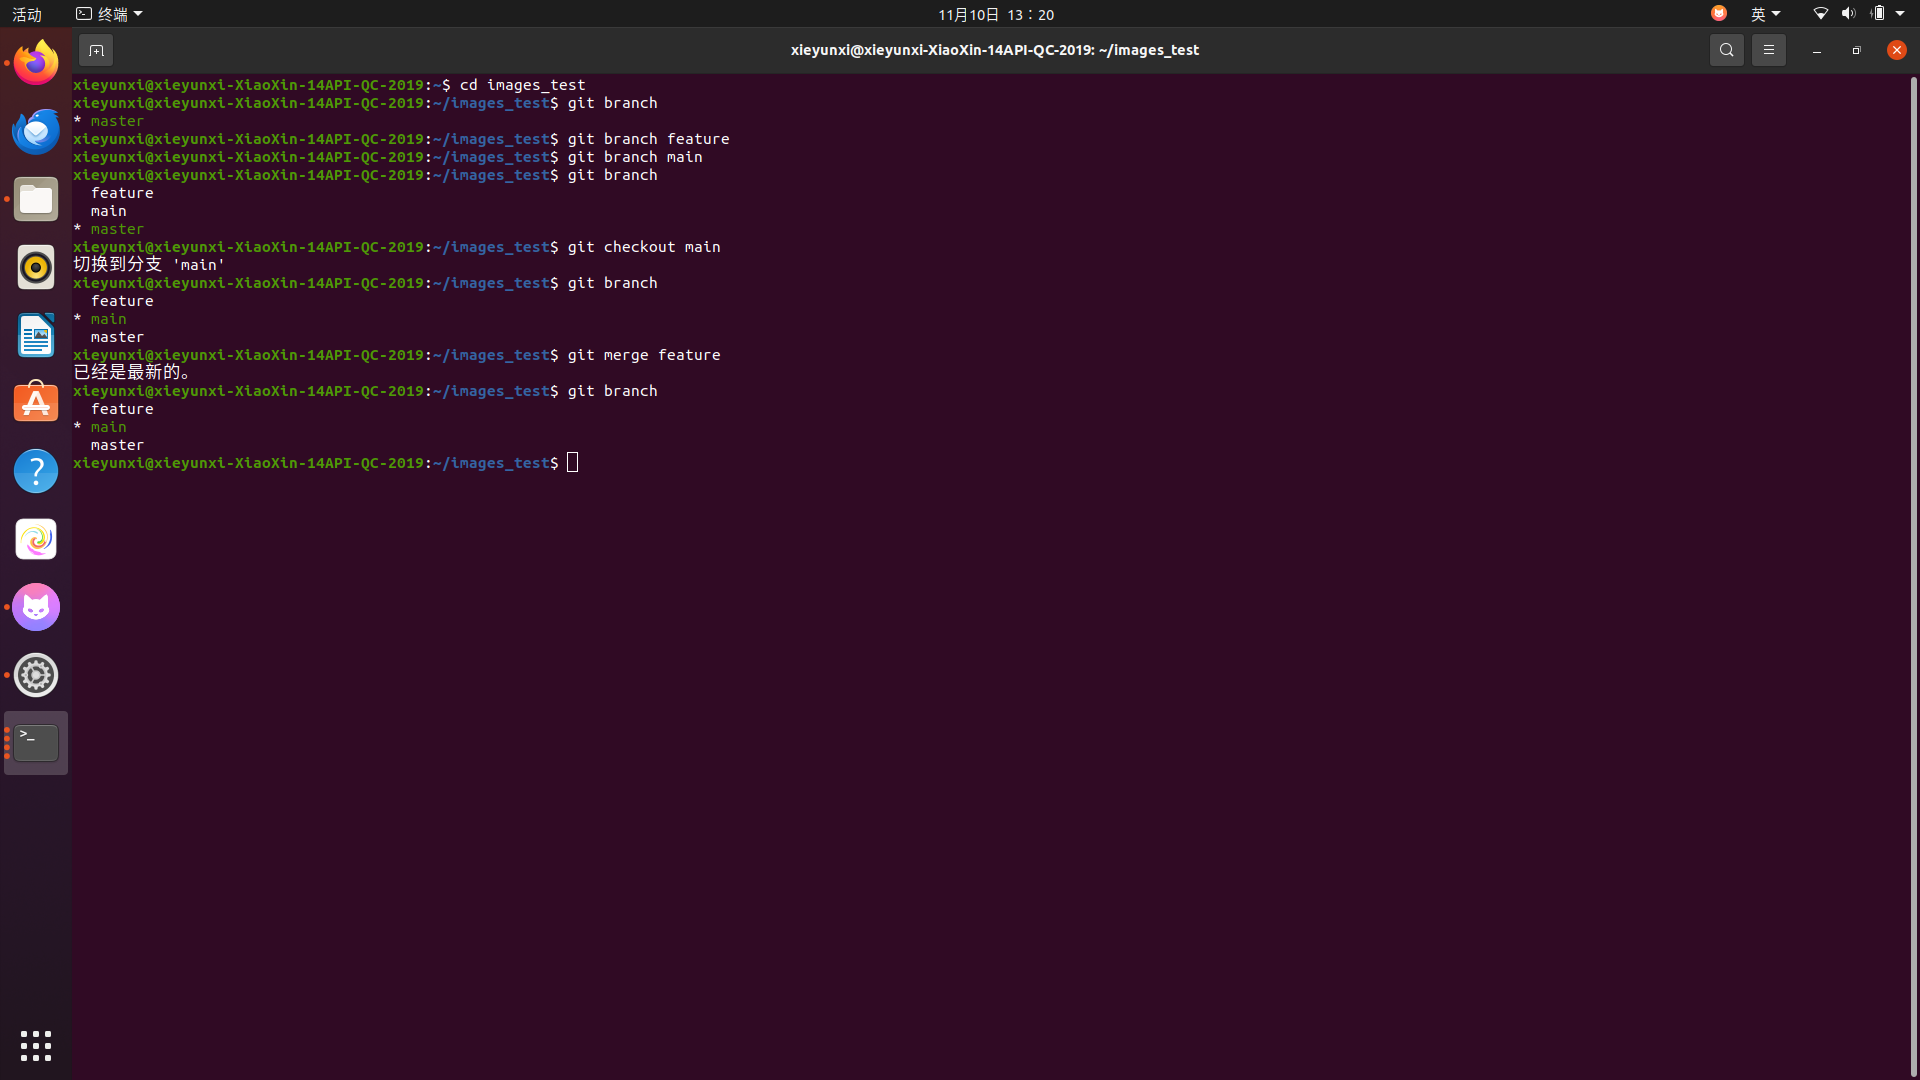 活动 终端 11月10日 13：20 英
xieyunxi@xieyunxi-XiaoXin-14API-QC-2019: ~/images_test
xieyunxi@xieyunxi-XiaoXin-14API-QC-2019:~$ cd images_test
xieyunxi@xieyunxi-XiaoXin-14API-QC-2019:~/images_test$ git branch
* master
xieyunxi@xieyunxi-XiaoXin-14API-QC-2019:~/images_test$ git branch feature
xieyunxi@xieyunxi-XiaoXin-14API-QC-2019:~/images_test$ git branch main
xieyunxi@xieyunxi-XiaoXin-14API-QC-2019:~/images_test$ git branch
  feature
  main
* master
xieyunxi@xieyunxi-XiaoXin-14API-QC-2019:~/images_test$ git checkout main
切换到分支 'main'
xieyunxi@xieyunxi-XiaoXin-14API-QC-2019:~/images_test$ git branch
  feature
* main
  master
xieyunxi@xieyunxi-XiaoXin-14API-QC-2019:~/images_test$ git merge feature
已经是最新的。
xieyunxi@xieyunxi-XiaoXin-14API-QC-2019:~/images_test$ git branch
  feature
* main
  master
xieyunxi@xieyunxi-XiaoXin-14API-QC-2019:~/images_test$